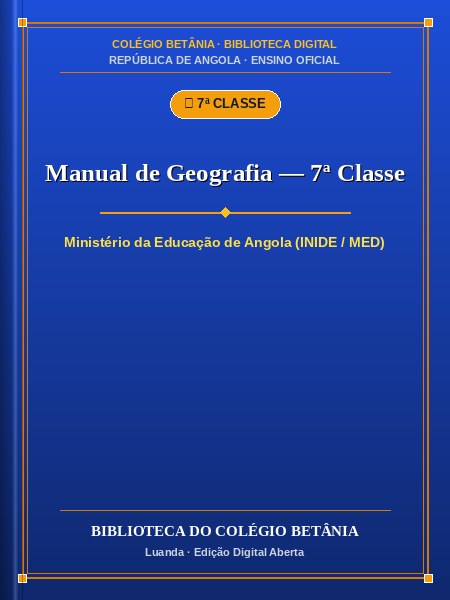 COLÉGIO BETÂNIA · BIBLIOTECA DIGITAL
REPÚBLICA DE ANGOLA · ENSINO OFICIAL
7ª CLASSE
Manual de Geografia — 7ª Classe
Ministério da Educação de Angola (INIDE / MED)
BIBLIOTECA DO COLÉGIO BETÂNIA
Luanda · Edição Digital Aberta